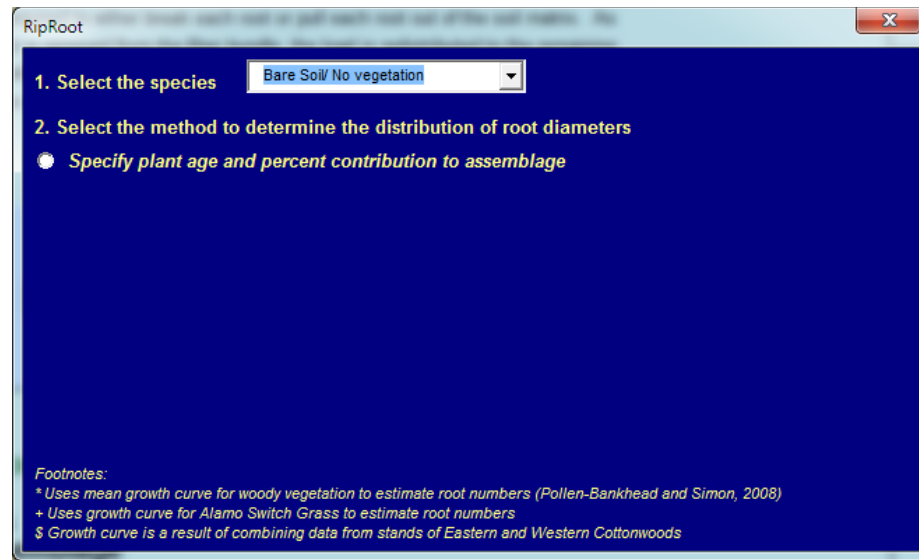 RipRoot
1. Select the species
Bare Soil/ No vegetation
2. Select the method to determine the distribution of root diameters
Specify plant age and percent contribution to assemblage
Footnotes:
* Uses mean growth curve for woody vegetation to estimate root numbers (Pollen-Bankhead and Simon, 2008)
+ Uses growth curve for Alamo Switch Grass to estimate root numbers
$ Growth curve is a result of combining data from stands of Eastern and Western Cottonwoods